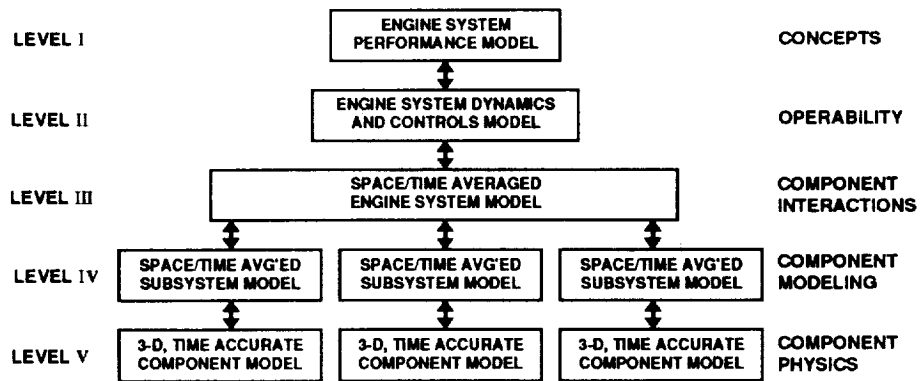 LEVEL I
ENGINE SYSTEM
PERFORMANCE MODEL
CONCEPTS
LEVEL II
ENGINE SYSTEM DYNAMICS
AND CONTROLS MODEL
OPERABILITY
LEVEL III
SPACE/TIME AVERAGED
ENGINE SYSTEM MODEL
COMPONENT
INTERACTIONS
LEVEL IV
SPACE/TIME AVG'ED
SUBSYSTEM MODEL
SPACE/TIME AVG'ED
SUBSYSTEM MODEL
SPACE/TIME AVG'ED
SUBSYSTEM MODEL
COMPONENT
MODELING
LEVEL V
3-D, TIME ACCURATE
COMPONENT MODEL
3-D, TIME ACCURATE
COMPONENT MODEL
3-D, TIME ACCURATE
COMPONENT MODEL
COMPONENT
PHYSICS